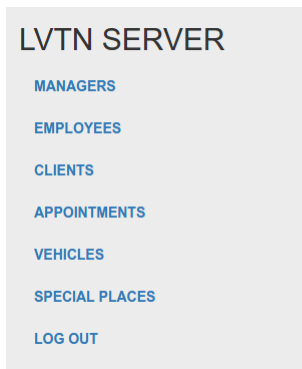 LVTN SERVER
MANAGERS
EMPLOYEES
CLIENTS
APPOINTMENTS
VEHICLES
SPECIAL PLACES
LOG OUT